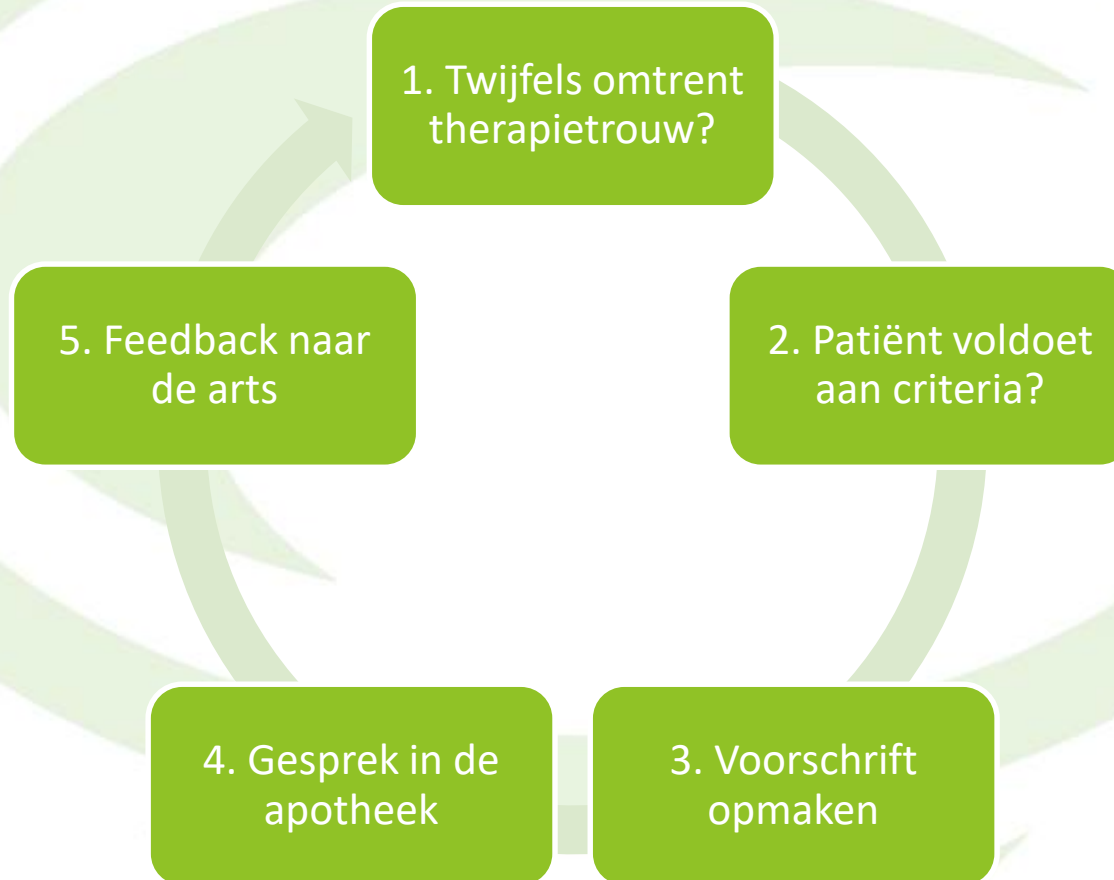 1. Twijfels omtrent
therapietrouw?
2. Patiënt voldoet
aan criteria?
3. Voorschrift
opmaken
4. Gesprek in de
apotheek
5. Feedback naar
de arts